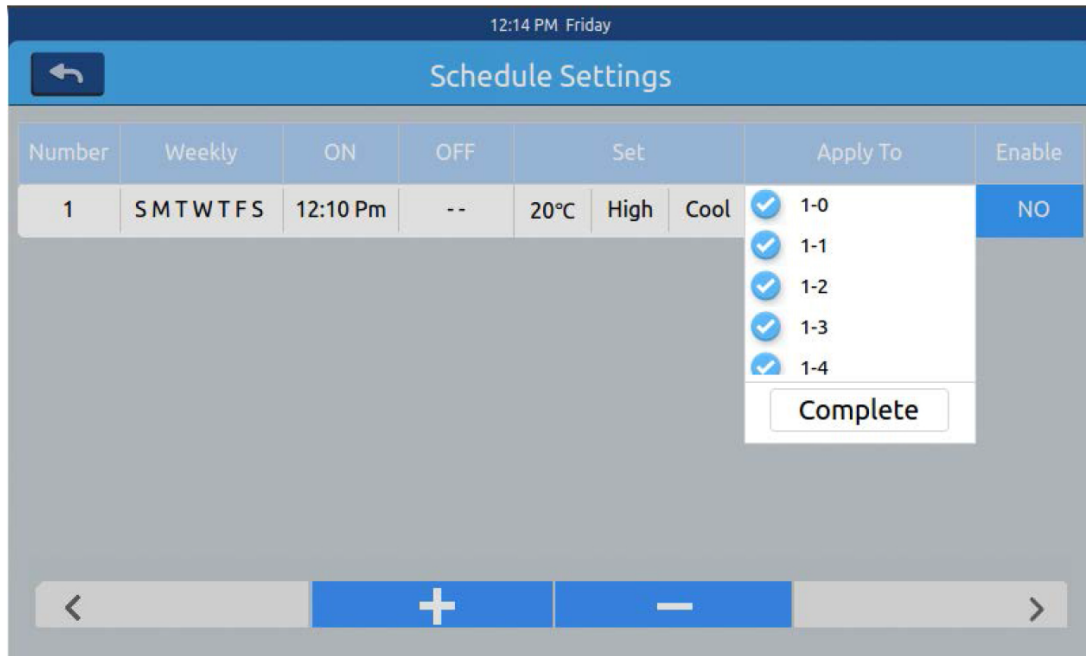 12:14 PM Friday
Schedule Settings
Number Weekly ON OFF Set Apply To Enable
1 S M T W T F S 12:10 Pm - - 20℃ High Cool 1-0 NO
1-1
1-2
1-3
1-4
Complete